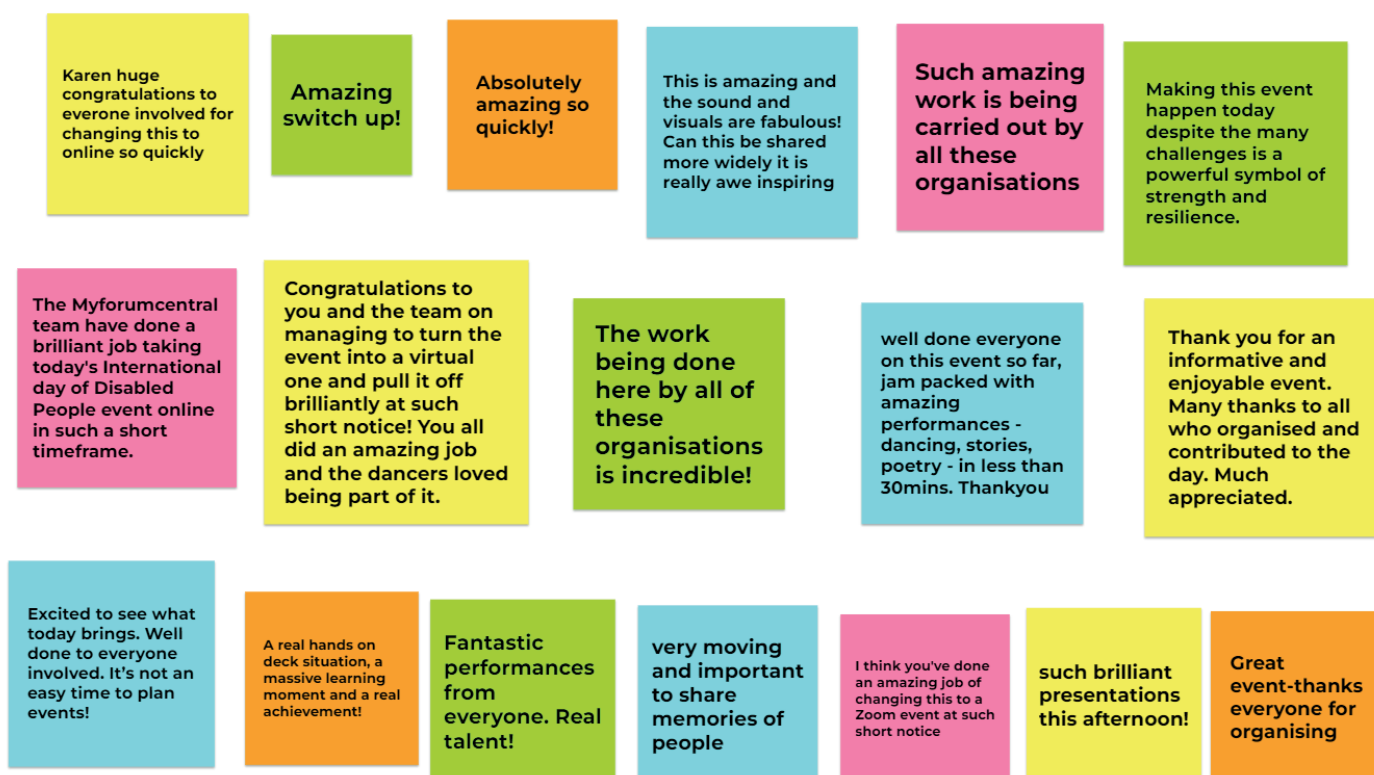 Karen huge
congratulations to
everone involved for
changing this to
online so quickly
Amazing
switch up!
Absolutely
amazing so
quickly!
This is amazing and
the sound and
visuals are fabulous!
Can this be shared
more widely it is
really awe inspiring
Such amazing
work is being
carried out by
all these
organisations
Making this event
happen today
despite the many
challenges is a
powerful symbol of
strength and
resilience.
The Myforumcentral
team have done a
brilliant job taking
today's International
day of Disabled
People event online
in such a short
timeframe.
Congratulations to
you and the team on
managing to turn the
event into a virtual
one and pull it off
brilliantly at such
short notice! You all
did an amazing job
and the dancers loved
being part of it.
The work
being done
here by all of
these
organisations
is incredible!
well done everyone
on this event so far,
jam packed with
amazing
performances -
dancing, stories,
poetry - in less than
30mins. Thankyou
Thank you for an
informative and
enjoyable event.
Many thanks to all
who organised and
contributed to the
day. Much
appreciated.
Excited to see what
today brings. Well
done to everyone
involved. It’s not an
easy time to plan
events!
A real hands on
deck situation, a
massive learning
moment and a real
achievement!
Fantastic
performances
from
everyone. Real
talent!
very moving
and important
to share
memories of
people
I think you've done
an amazing job of
changing this to a
Zoom event at such
short notice
such brilliant
presentations
this afternoon!
Great
event-thanks
everyone for
organising